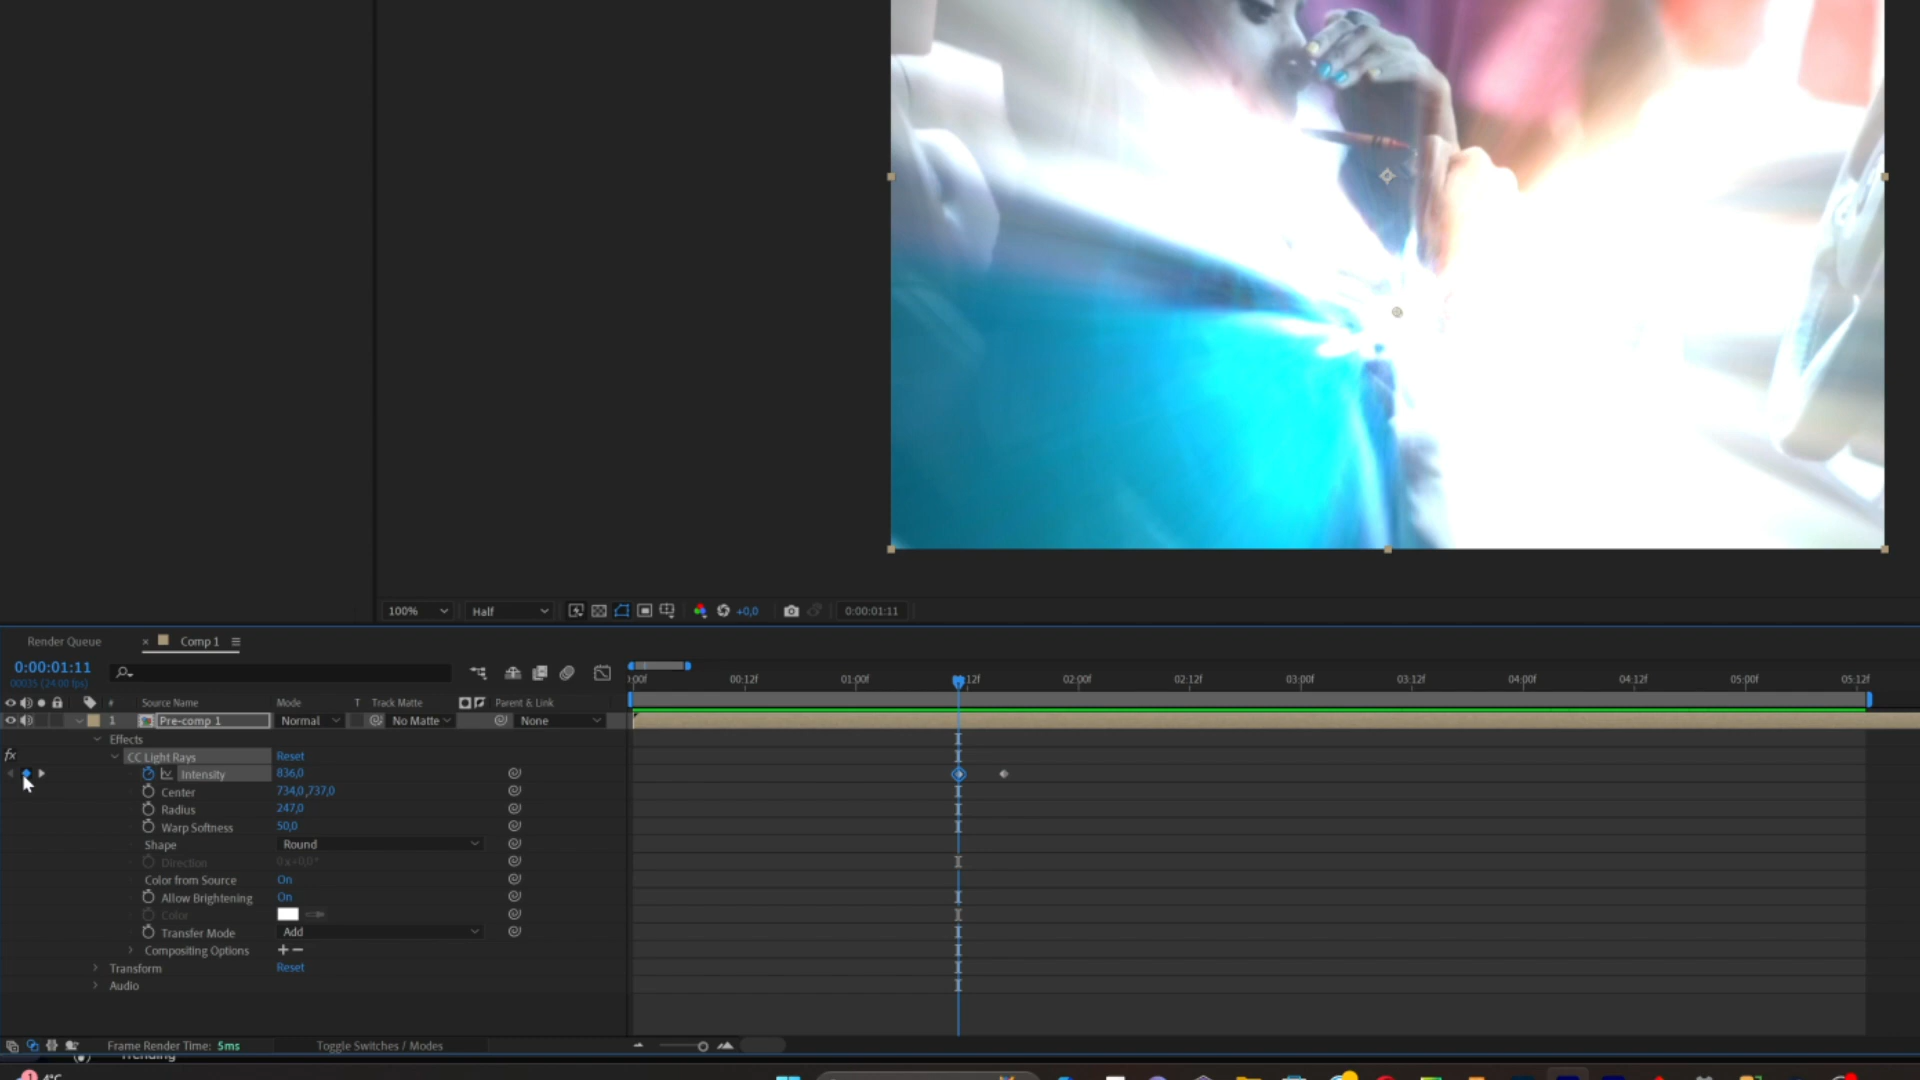 100%
Half
+0,0
0:00:01:11
Render Queue
× Comp 1
0:00:01:11
00035 (24.00 fps)
:00f 00:12f 01:00f 12f 02:00f 02:12f 03:00f 03:12f 04:00f 04:12f 05:00f 05:12f
# Source Name Mode T Track Matte Parent & Link
1 Pre-comp 1 Normal No Matte None
Effects
fx CC Light Rays Reset
Intensity 836,0
Center 734,0,737,0
Radius 247,0
Warp Softness 50,0
Shape Round
Direction 0x+0,0°
Color from Source On
Allow Brightening On
Color
Transfer Mode Add
Compositing Options + −
Transform Reset
Audio
Frame Render Time: 5ms Toggle Switches / Modes
Trending
1 4°C